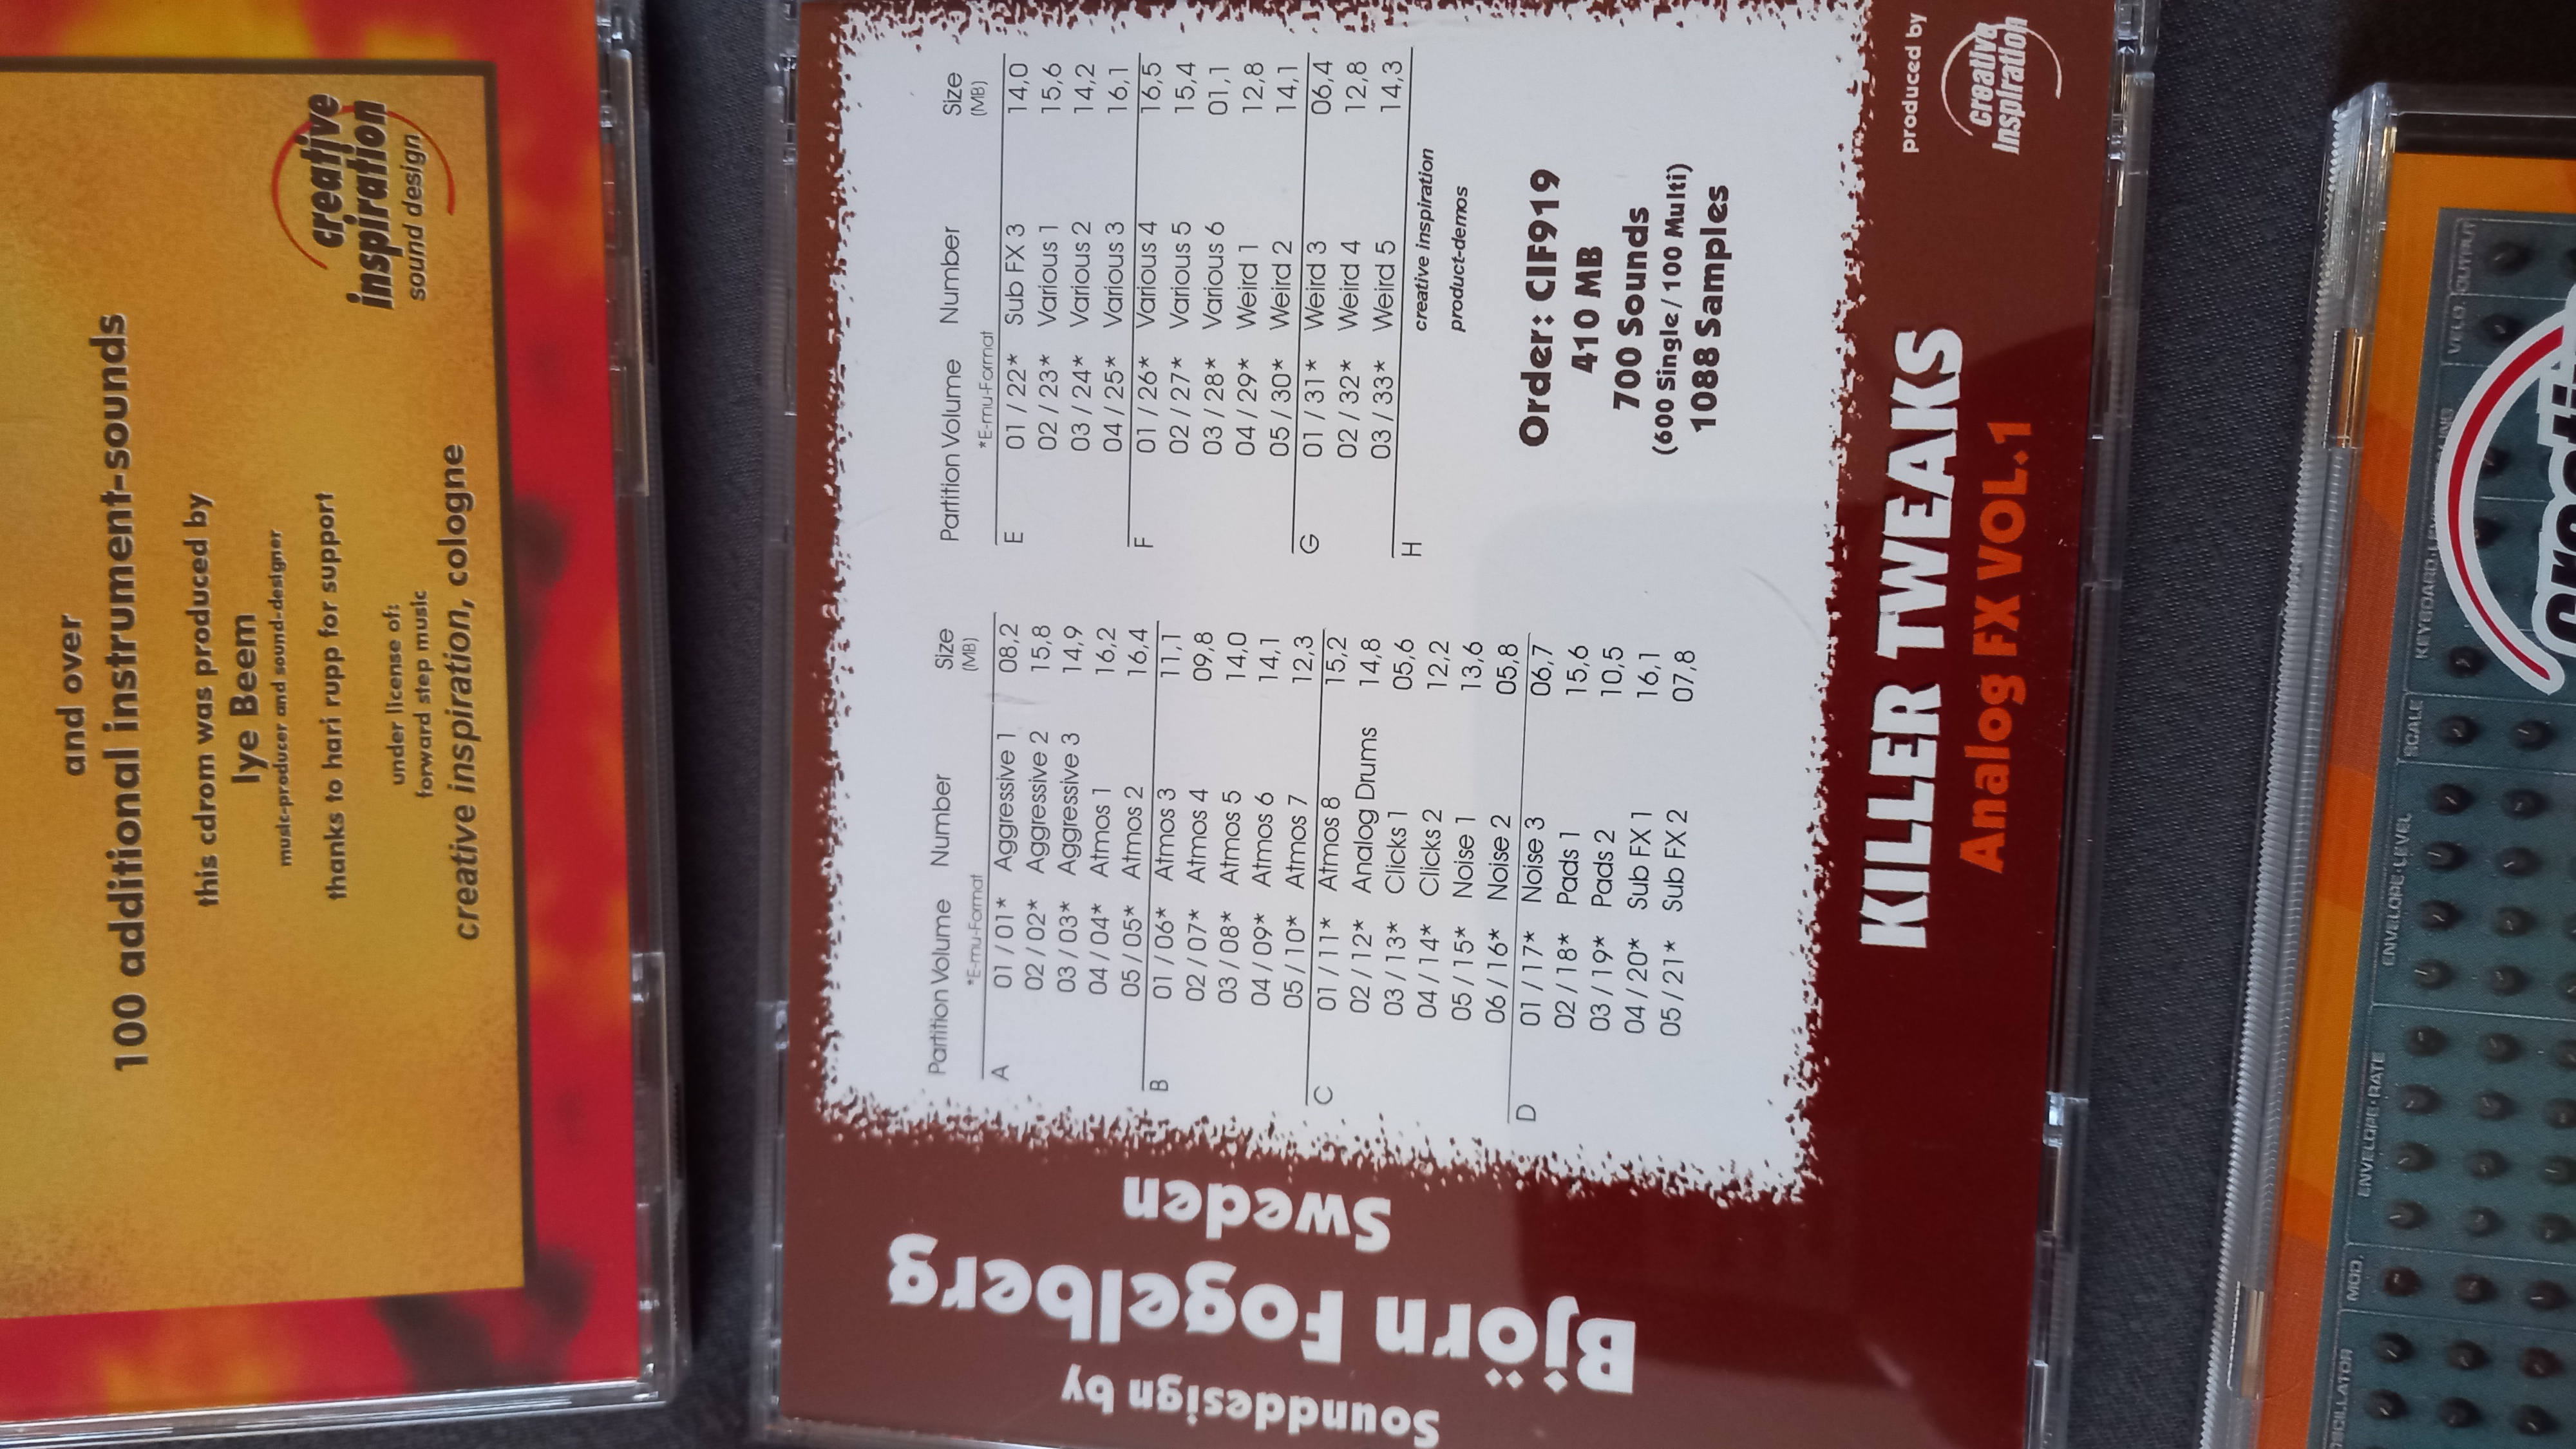 and over
100 additional instrument-sounds
this cdrom was produced by
lye Beem
music-producer and sound-designer
thanks to hari rupp for support
under license of:
forward step music
creative inspiration, cologne
creative
inspiration
sound design
Sounddesign by
Björn Fogelberg
Sweden
Partition Volume Number Size
*E-mu-Format (MB)
A 01 / 01* Aggressive 1 08,2
02 / 02* Aggressive 2 15,8
03 / 03* Aggressive 3 14,9
04 / 04* Atmos 1 16,2
05 / 05* Atmos 2 16,4
B 01 / 06* Atmos 3 11,1
02 / 07* Atmos 4 09,8
03 / 08* Atmos 5 14,0
04 / 09* Atmos 6 14,1
05 / 10* Atmos 7 12,3
C 01 / 11* Atmos 8 15,2
02 / 12* Analog Drums 14,8
03 / 13* Clicks 1 05,6
04 / 14* Clicks 2 12,2
05 / 15* Noise 1 13,6
06 / 16* Noise 2 05,8
D 01 / 17* Noise 3 06,7
02 / 18* Pads 1 15,6
03 / 19* Pads 2 10,5
04 / 20* Sub FX 1 16,1
05 / 21* Sub FX 2 07,8
Partition Volume Number Size
*E-mu-Format (MB)
E 01 / 22* Sub FX 3 14,0
02 / 23* Various 1 15,6
03 / 24* Various 2 14,2
04 / 25* Various 3 16,1
F 01 / 26* Various 4 16,5
02 / 27* Various 5 15,4
03 / 28* Various 6 01,1
04 / 29* Weird 1 12,8
05 / 30* Weird 2 14,1
G 01 / 31* Weird 3 06,4
02 / 32* Weird 4 12,8
03 / 33* Weird 5 14,3
H creative inspiration
product-demos
Order: CIF919
410 MB
700 Sounds
(600 Single / 100 Multi)
1088 Samples
KILLER TWEAKS
Analog FX VOL.1
produced by
creative
inspiration
OSCILLATOR MOD. ENVELOPE·RATE ENVELOPE·LEVEL SCALE
VELO OUTPUT